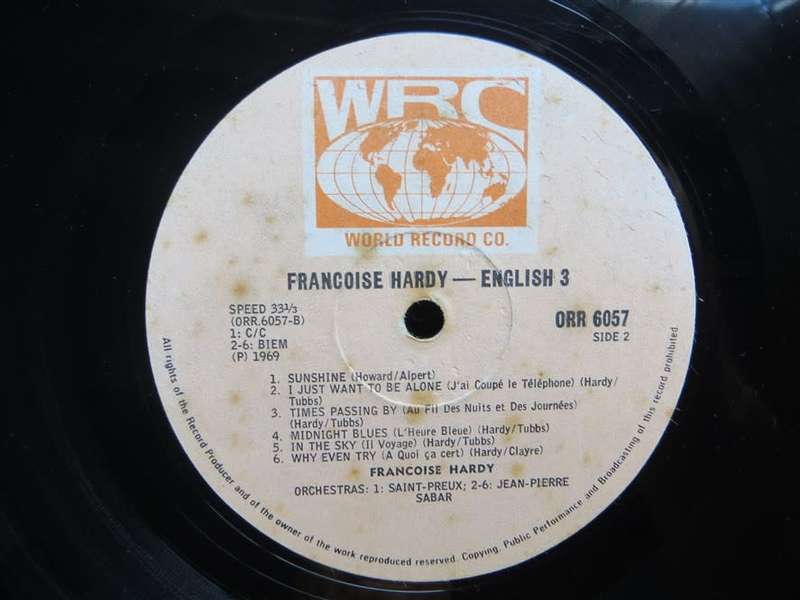 WRC
WORLD RECORD CO.
FRANCOISE HARDY — ENGLISH 3
SPEED 33⅓
(ORR.6057-B)
1: C/C
2-6: BIEM
(P) 1969
ORR 6057
SIDE 2
1. SUNSHINE (Howard/Alpert)
2. I JUST WANT TO BE ALONE (J'ai Coupé le Téléphone) (Hardy/
Tubbs)
3. TIMES PASSING BY (Au Fil Des Nuits et Des Journées)
(Hardy/Tubbs)
4. MIDNIGHT BLUES (L'Heure Bleue) (Hardy/Tubbs)
5. IN THE SKY (Il Voyage) (Hardy/Tubbs)
6. WHY EVEN TRY (A Quoi ça cert) (Hardy/Clayre)
FRANCOISE HARDY
ORCHESTRAS: 1: SAINT-PREUX; 2-6: JEAN-PIERRE
SABAR
All rights of the Record Producer and of the owner of the work reproduced reserved. Copying, Public Performance and Broadcasting of this record prohibited.